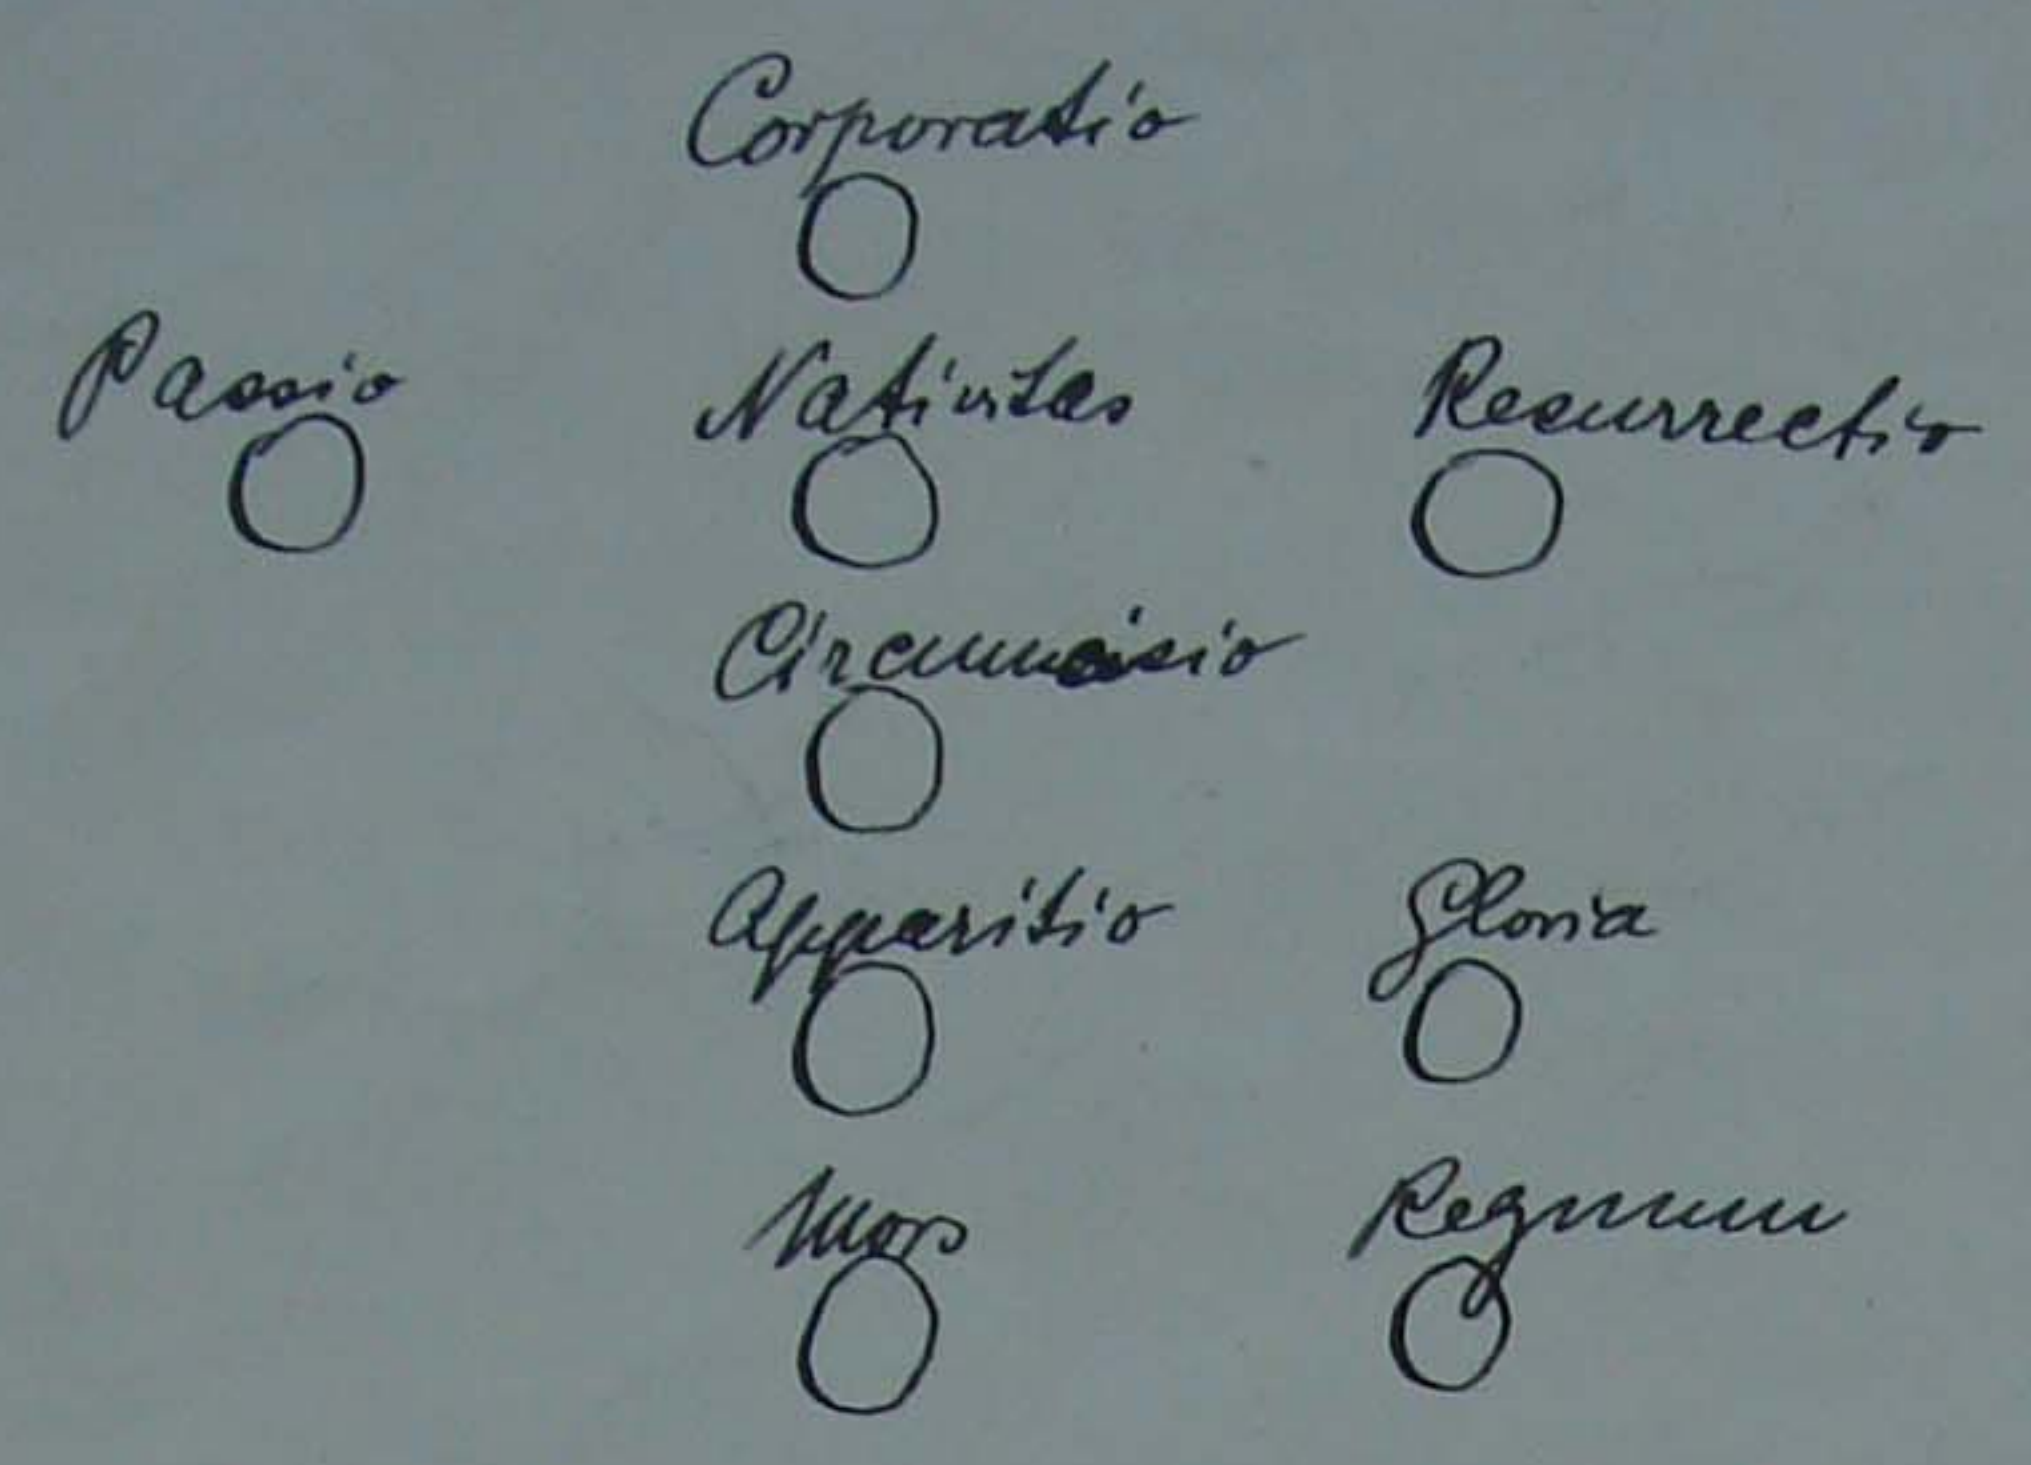 Corporatio
Passio Nativitas Resurrectio
Circumcisio
Apparitio Gloria
Mors Regnum